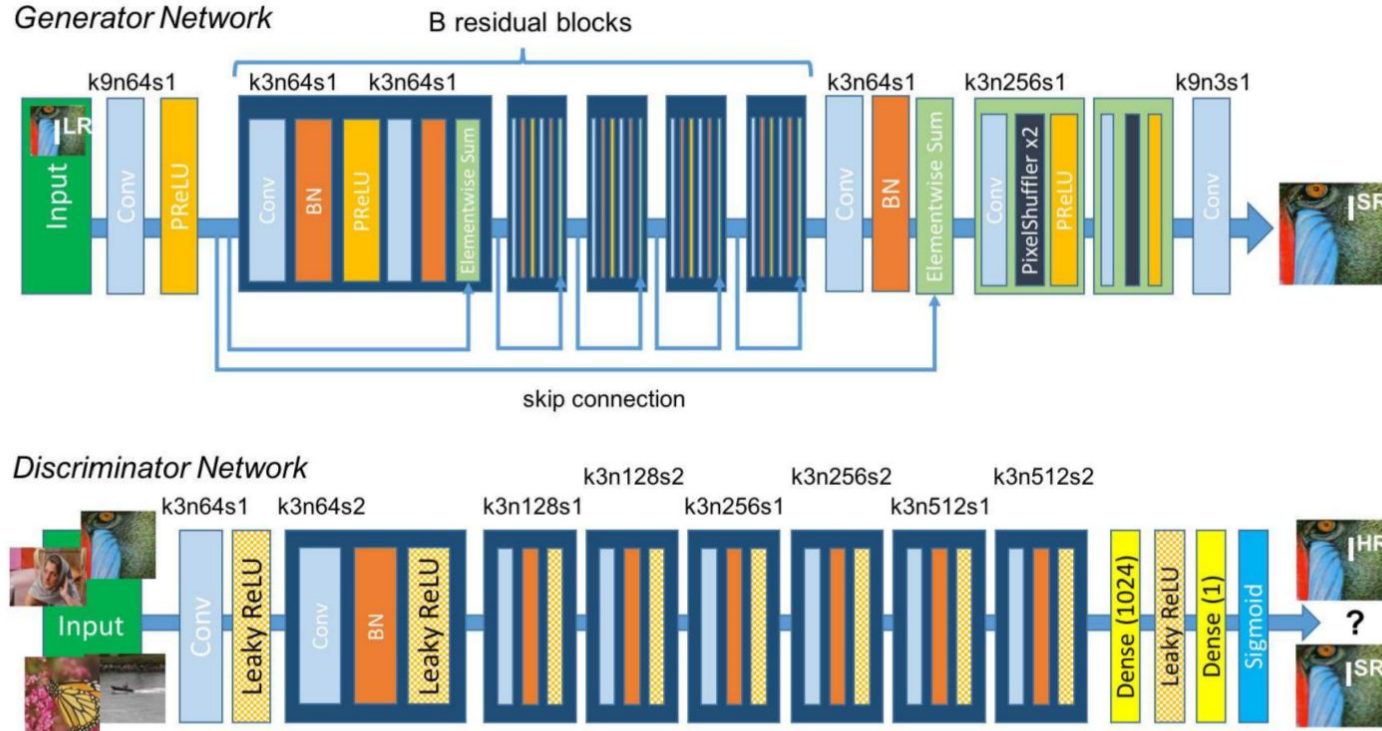 Generator Network
B residual blocks
k9n64s1
k3n64s1
k3n64s1
k3n64s1
k3n256s1
k9n3s1
I^LR
Input
Conv
PReLU
Conv
BN
PReLU
Elementwise Sum
Conv
BN
Elementwise Sum
Conv
PixelShuffler x2
PReLU
Conv
I^SR
skip connection
Discriminator Network
k3n128s2
k3n256s2
k3n512s2
k3n64s1
k3n64s2
k3n128s1
k3n256s1
k3n512s1
Input
Conv
Leaky ReLU
Conv
BN
Leaky ReLU
Dense (1024)
Leaky ReLU
Dense (1)
Sigmoid
I^HR
?
I^SR